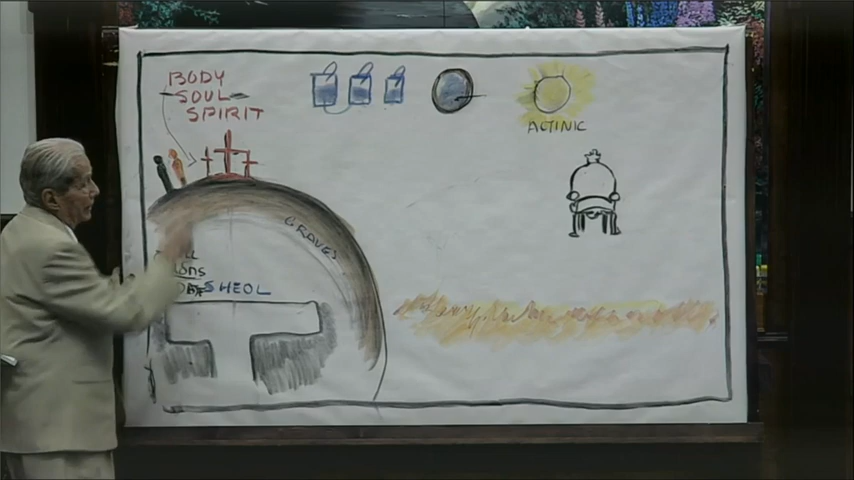 BODY
SOUL
SPIRIT
ACTINIC
GRAVES
SHEOL